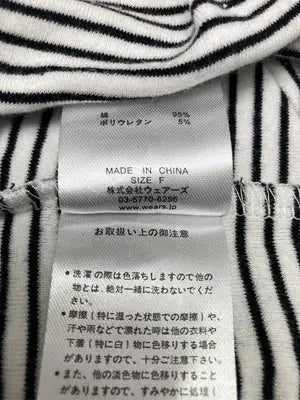 綿 95%
ポリウレタン 5%
MADE IN CHINA
SIZE F
株式会社ウェアーズ
03-5770-6256
www.wears.jp
お取扱い上の御注意
●洗濯の際は色落ちしますので他の
物とは、絶対一緒に洗わないでくだ
さい。
●摩擦(特に湿った状態での摩擦)や、
汗や雨などで濡れた時は他の衣料や
下着(特に白)物に色移りすること
がありますので、十分ご注意下さい。
●また、他の淡色物に色移りするこ
とがありますので、すみやかに処理(